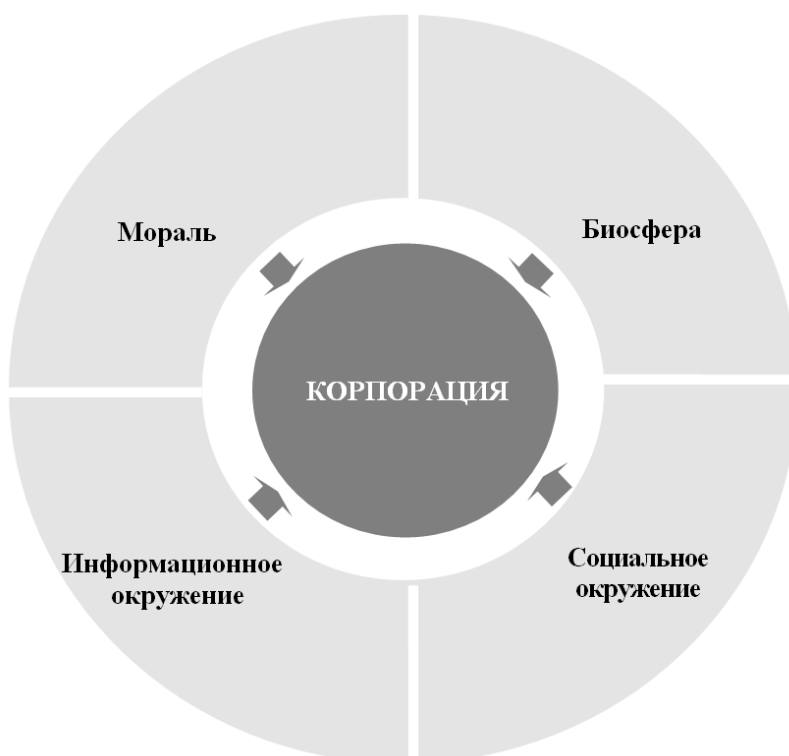 Мораль
Биосфера
КОРПОРАЦИЯ
Информационное
окружение
Социальное
окружение